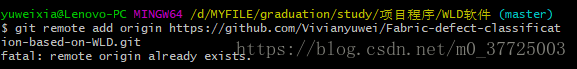 yuweixia@Lenovo-PC MINGW64 /d/MYFILE/graduation/study/项目程序/WLD软件 (master)
$ git remote add origin https://github.com/Vivianyuwei/Fabric-defect-classificat
ion-based-on-WLD.git
fatal: remote origin already exists.
https://blog.csdn.net/m0_37725003